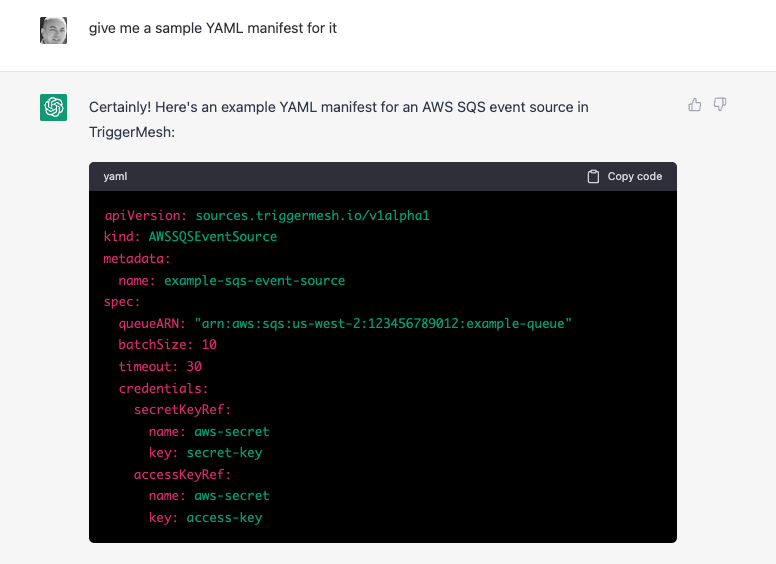 give me a sample YAML manifest for it
Certainly! Here's an example YAML manifest for an AWS SQS event source in
TriggerMesh:
yaml
Copy code
apiVersion: sources.triggermesh.io/v1alpha1
kind: AWSSQSEventSource
metadata:
  name: example-sqs-event-source
spec:
  queueARN: "arn:aws:sqs:us-west-2:123456789012:example-queue"
  batchSize: 10
  timeout: 30
  credentials:
    secretKeyRef:
      name: aws-secret
      key: secret-key
    accessKeyRef:
      name: aws-secret
      key: access-key